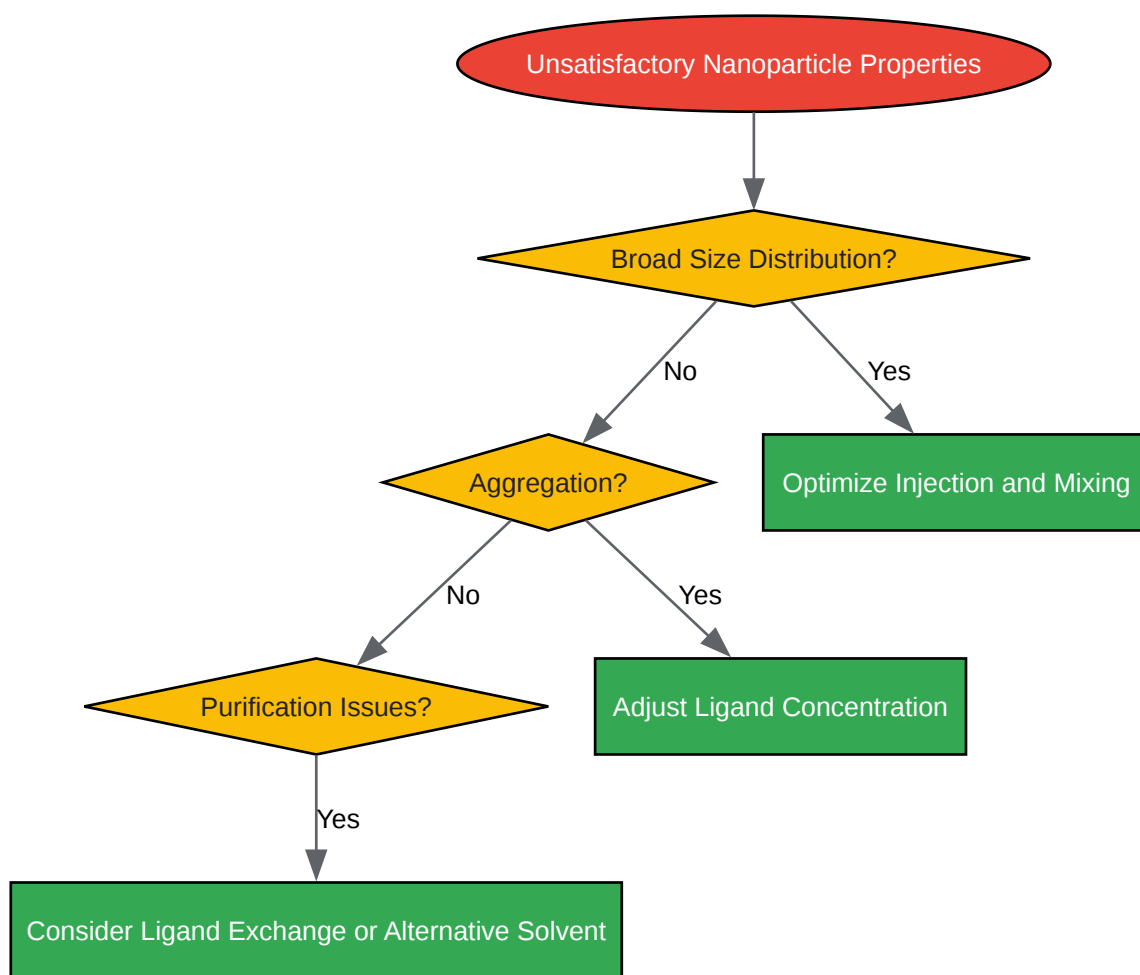 Unsatisfactory Nanoparticle Properties
Broad Size Distribution?
No
Yes
Aggregation?
Optimize Injection and Mixing
No
Yes
Purification Issues?
Adjust Ligand Concentration
Yes
Consider Ligand Exchange or Alternative Solvent